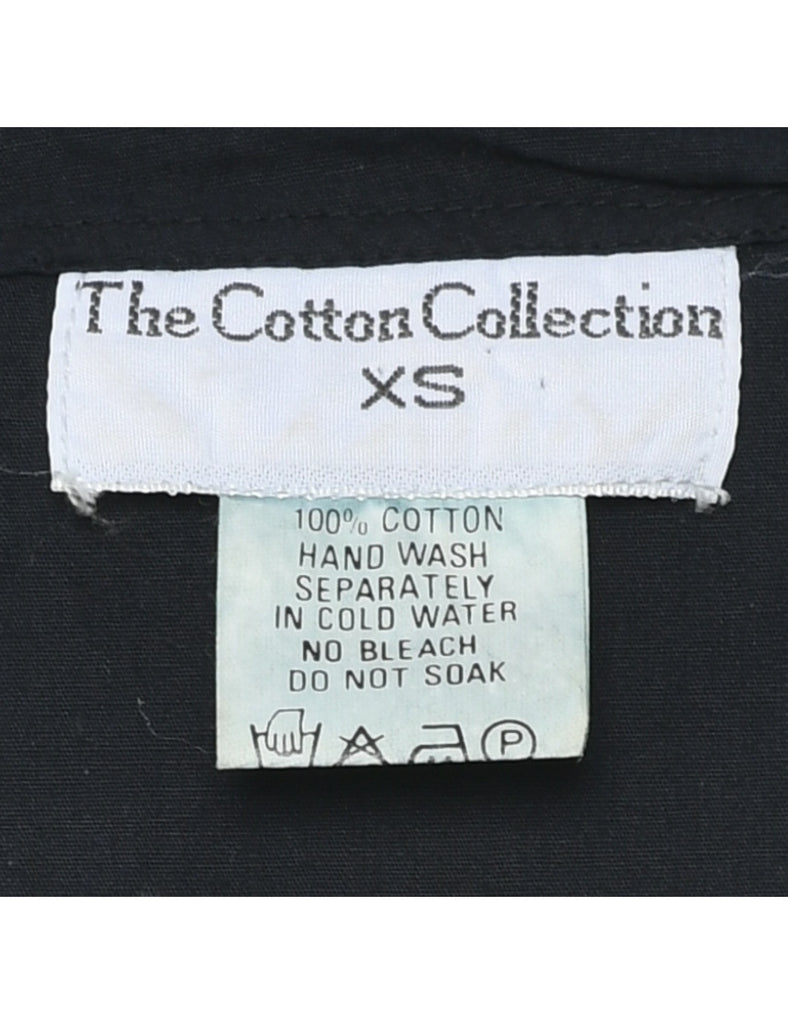 The Cotton Collection
XS
100% COTTON
HAND WASH
SEPARATELY
IN COLD WATER
NO BLEACH
DO NOT SOAK
P